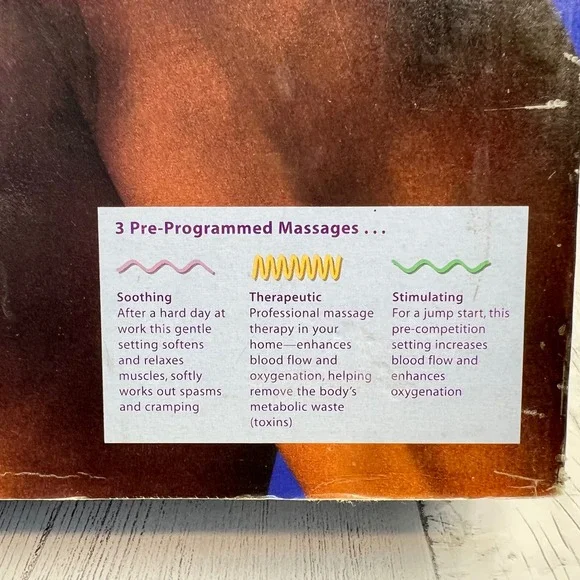 3 Pre-Programmed Massages . . .
Soothing
After a hard day at
work this gentle
setting softens
and relaxes
muscles, softly
works out spasms
and cramping
Therapeutic
Professional massage
therapy in your
home—enhances
blood flow and
oxygenation, helping
remove the body's
metabolic waste
(toxins)
Stimulating
For a jump start, this
pre-competition
setting increases
blood flow and
enhances
oxygenation